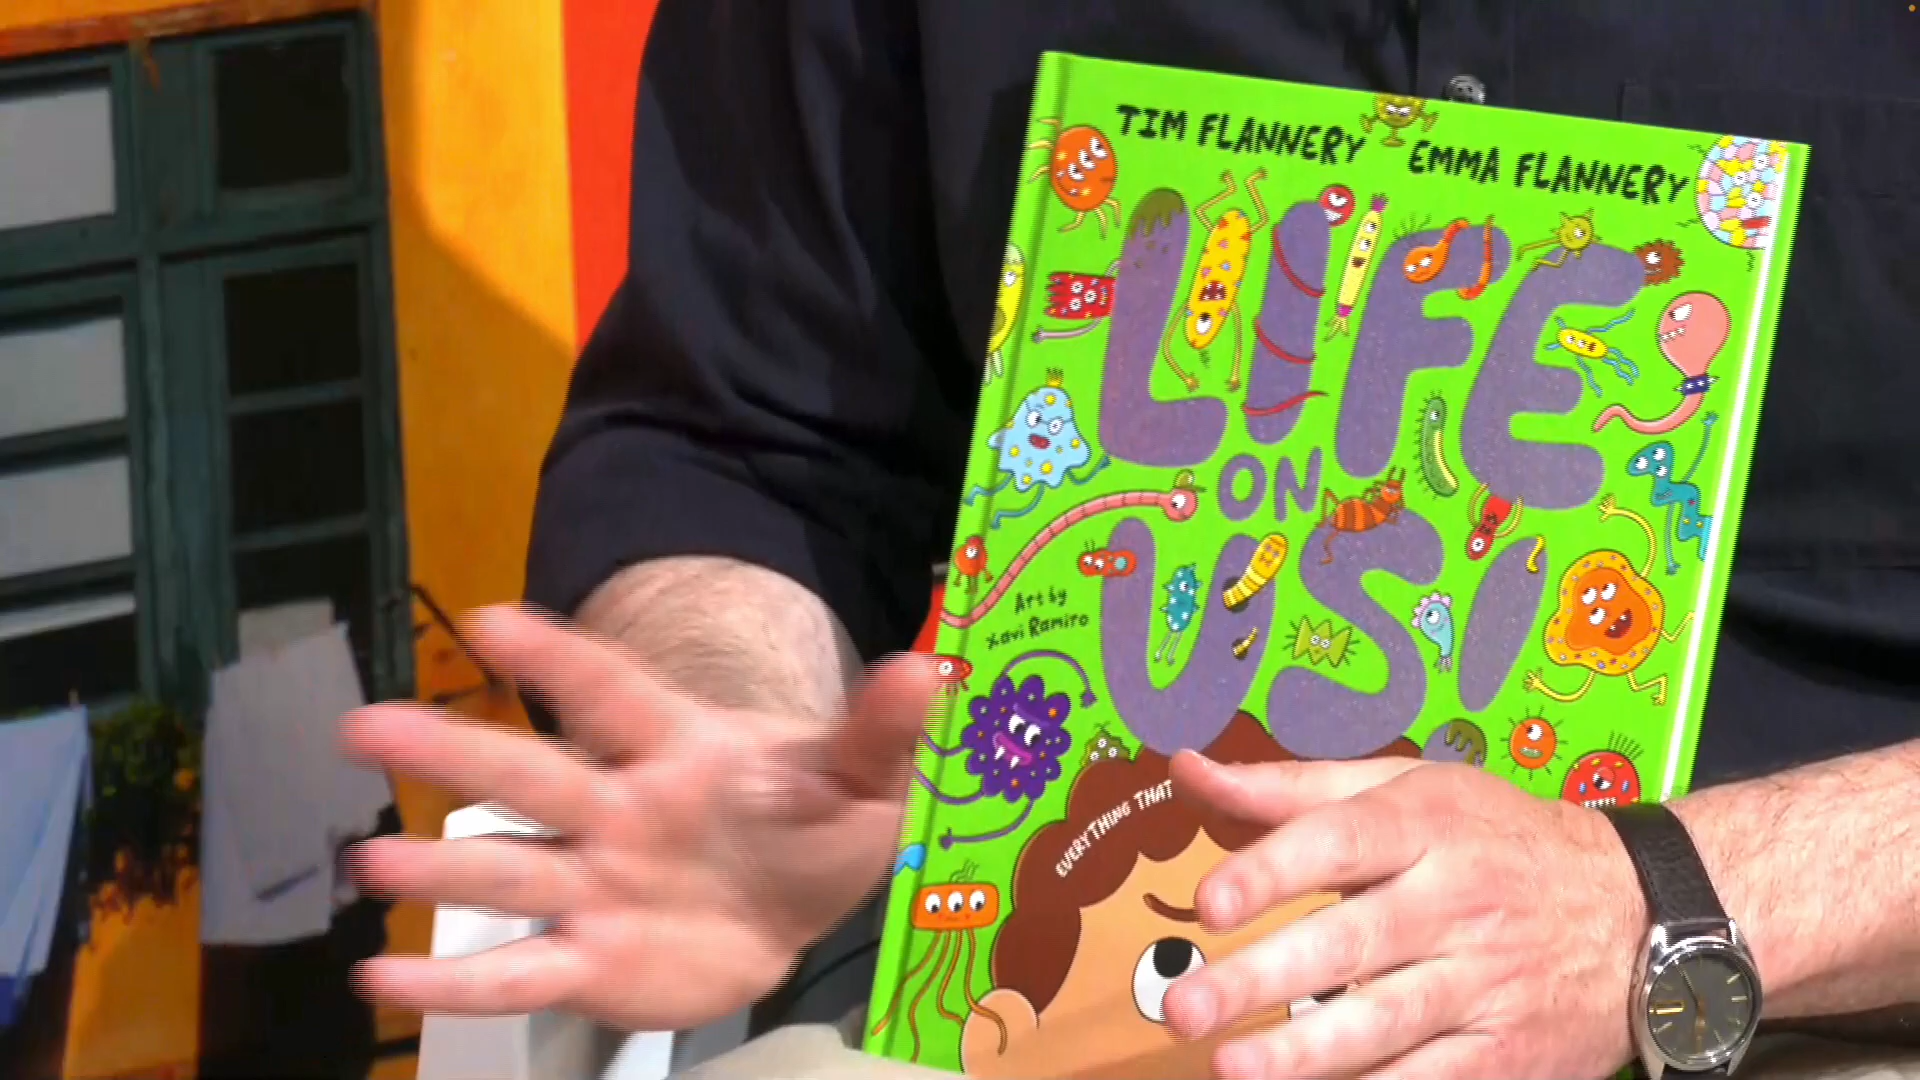 TIM FLANNERY EMMA FLANNERY
LIFE
ON
US!
Art by
Xavi Ramiro
EVERYTHING THAT